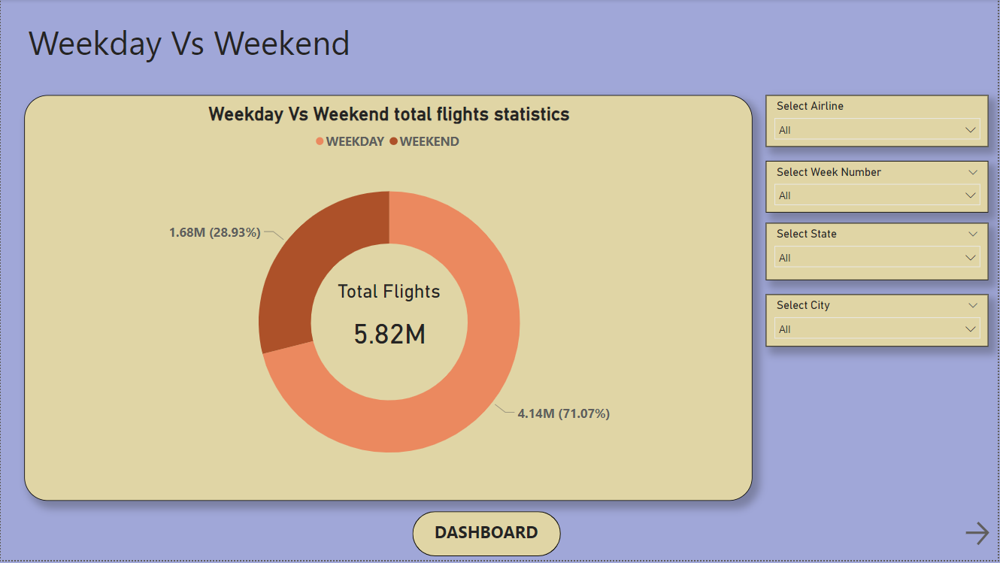 Weekday Vs Weekend
Weekday Vs Weekend total flights statistics
WEEKDAY WEEKEND
1.68M (28.93%)
Total Flights
5.82M
4.14M (71.07%)
Select Airline
All
Select Week Number
All
Select State
All
Select City
All
DASHBOARD